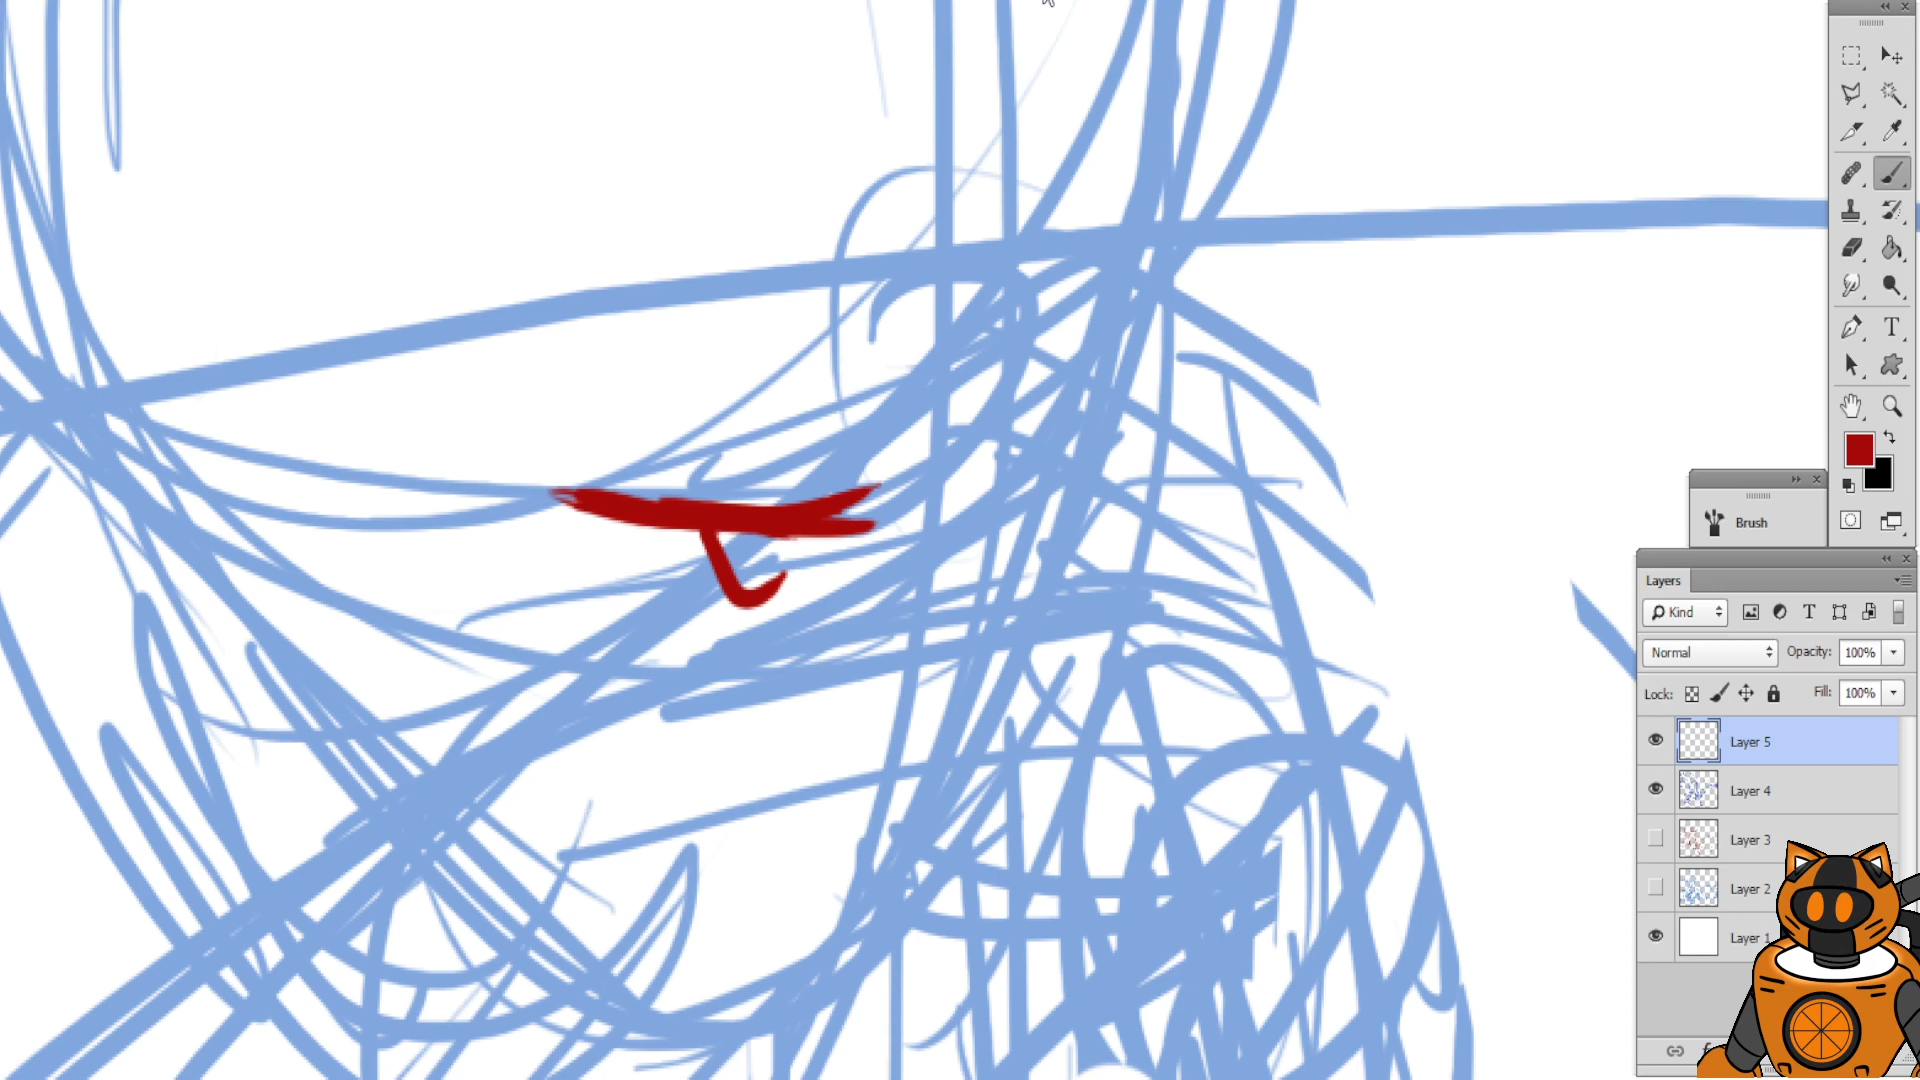 Brush
Layers
Kind
Normal
Opacity: 100%
Lock:
Fill: 100%
Layer 5
Layer 4
Layer 3
Layer 2
Layer 1